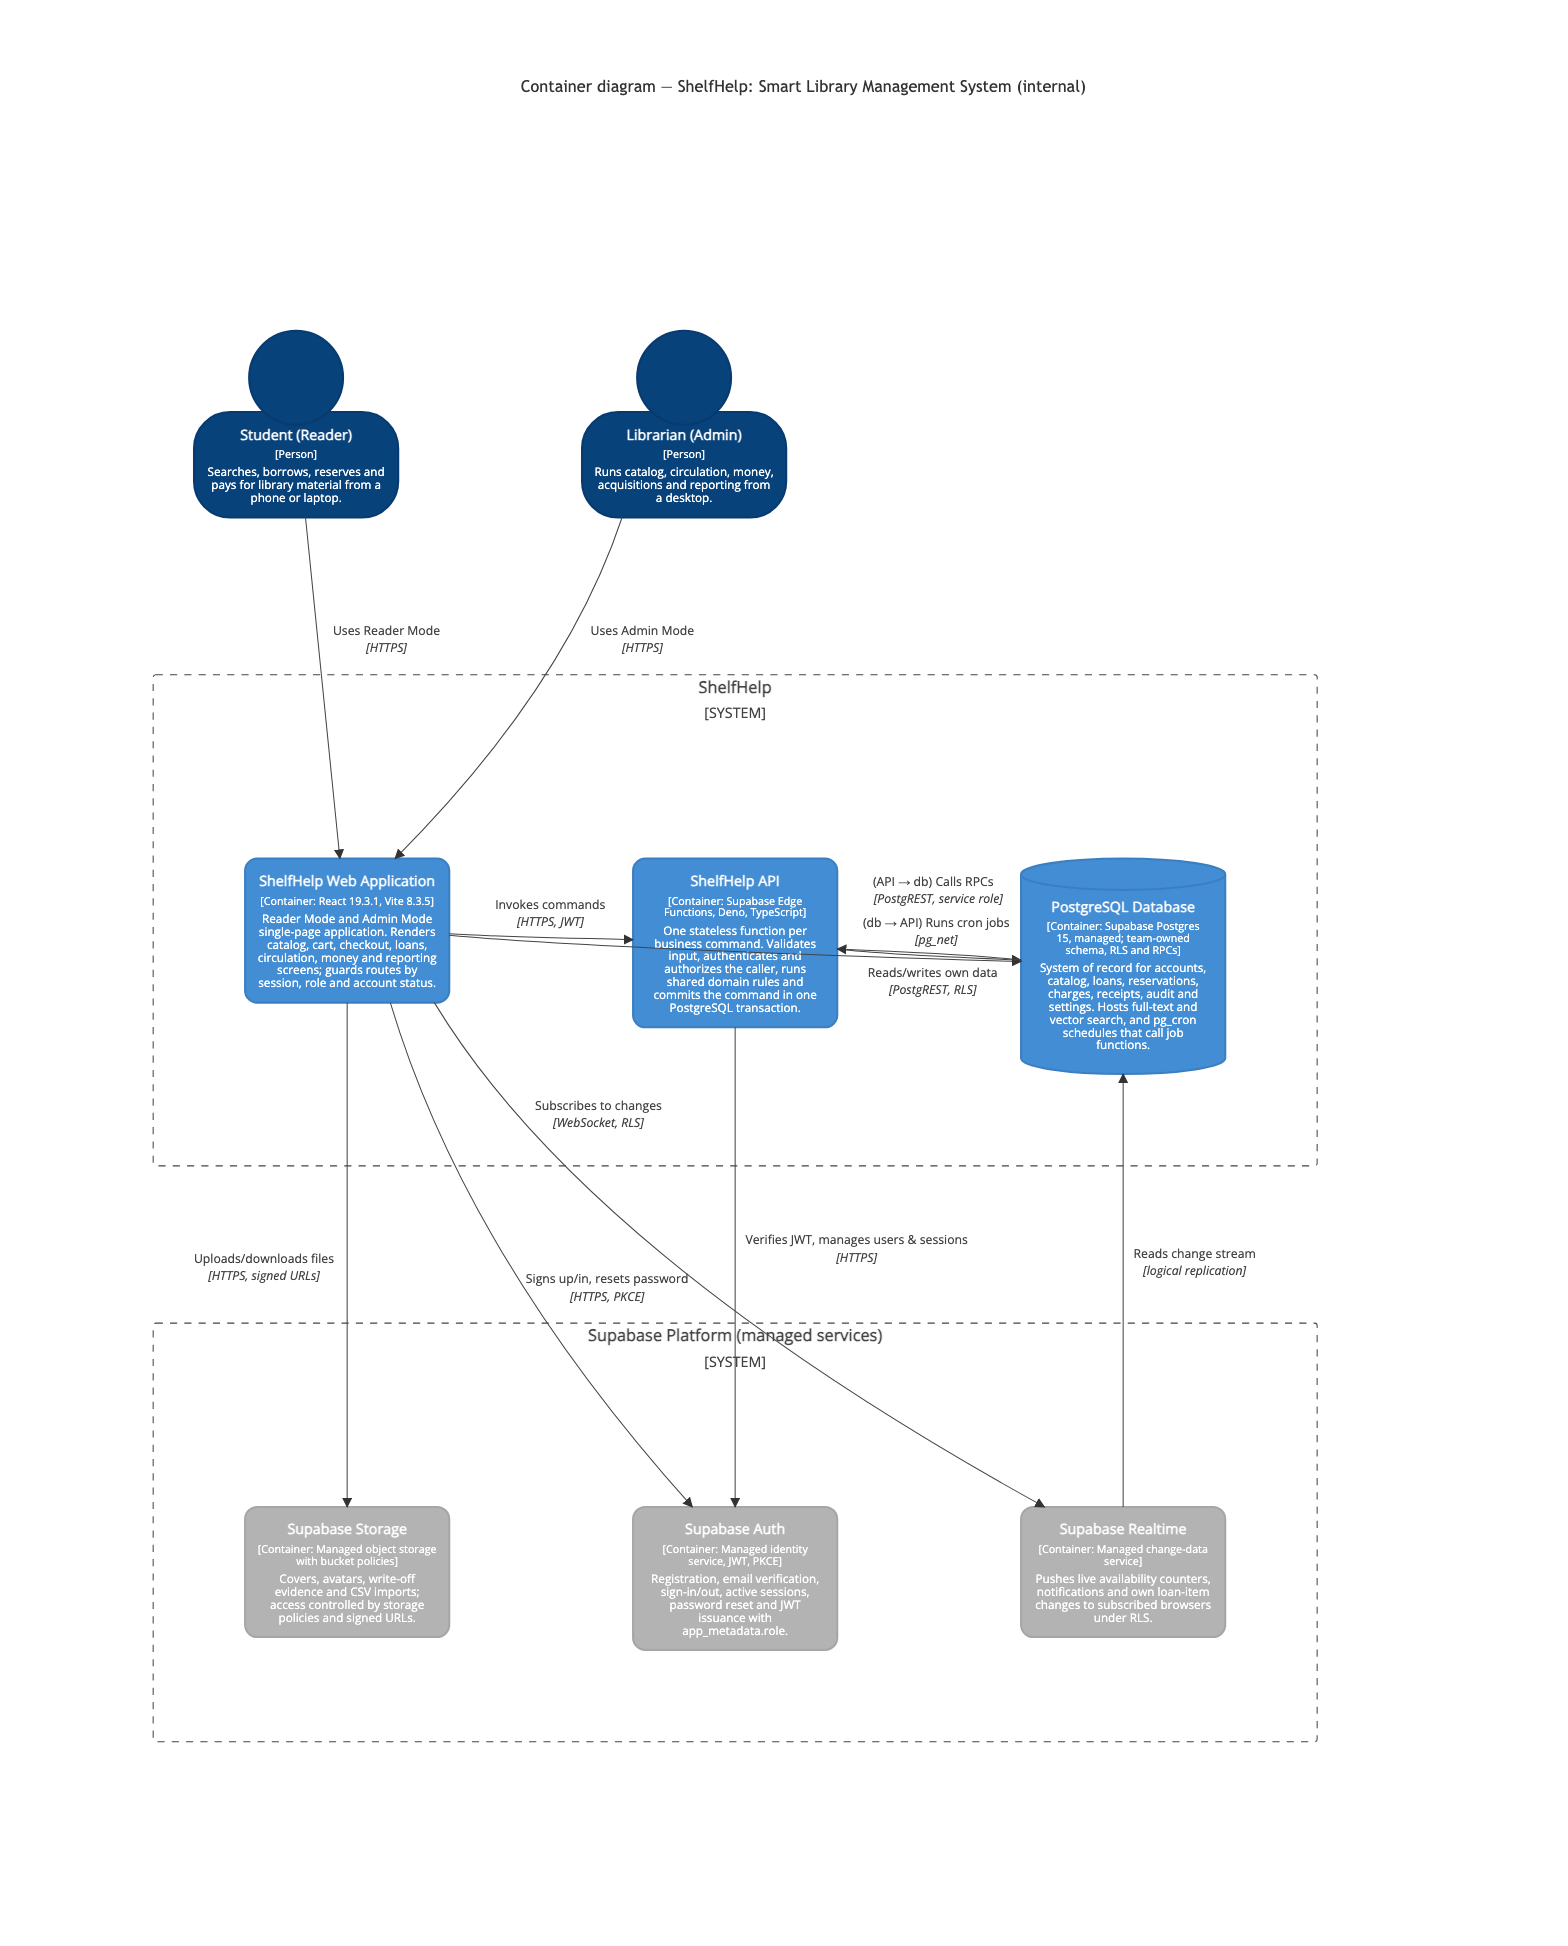 Container diagram — ShelfHelp: Smart Library Management System (internal)
Student (Reader)
[Person]
Searches, borrows, reserves and
pays for library material from a
phone or laptop.
Librarian (Admin)
[Person]
Runs catalog, circulation, money,
acquisitions and reporting from
a desktop.
Uses Reader Mode
[HTTPS]
Uses Admin Mode
[HTTPS]
ShelfHelp
[SYSTEM]
ShelfHelp Web Application
[Container: React 19.3.1, Vite 8.3.5]
Reader Mode and Admin Mode
single-page application. Renders
catalog, cart, checkout, loans,
circulation, money and reporting
screens; guards routes by
session, role and account status.
Invokes commands
[HTTPS, JWT]
ShelfHelp API
[Container: Supabase Edge
Functions, Deno, TypeScript]
One stateless function per
business command. Validates
input, authenticates and
authorizes the caller, runs
shared domain rules and
commits the command in one
PostgreSQL transaction.
(API → db) Calls RPCs
[PostgREST, service role]
(db → API) Runs cron jobs
[pg_net]
Reads/writes own data
[PostgREST, RLS]
PostgreSQL Database
[Container: Supabase Postgres
15, managed; team-owned
schema, RLS and RPCs]
System of record for accounts,
catalog, loans, reservations,
charges, receipts, audit and
settings. Hosts full-text and
vector search, and pg_cron
schedules that call job
functions.
Subscribes to changes
[WebSocket, RLS]
Uploads/downloads files
[HTTPS, signed URLs]
Signs up/in, resets password
[HTTPS, PKCE]
Verifies JWT, manages users & sessions
[HTTPS]
Reads change stream
[logical replication]
Supabase Platform (managed services)
[SYSTEM]
Supabase Storage
[Container: Managed object storage
with bucket policies]
Covers, avatars, write-off
evidence and CSV imports;
access controlled by storage
policies and signed URLs.
Supabase Auth
[Container: Managed identity
service, JWT, PKCE]
Registration, email verification,
sign-in/out, active sessions,
password reset and JWT
issuance with
app_metadata.role.
Supabase Realtime
[Container: Managed change-data
service]
Pushes live availability counters,
notifications and own loan-item
changes to subscribed browsers
under RLS.